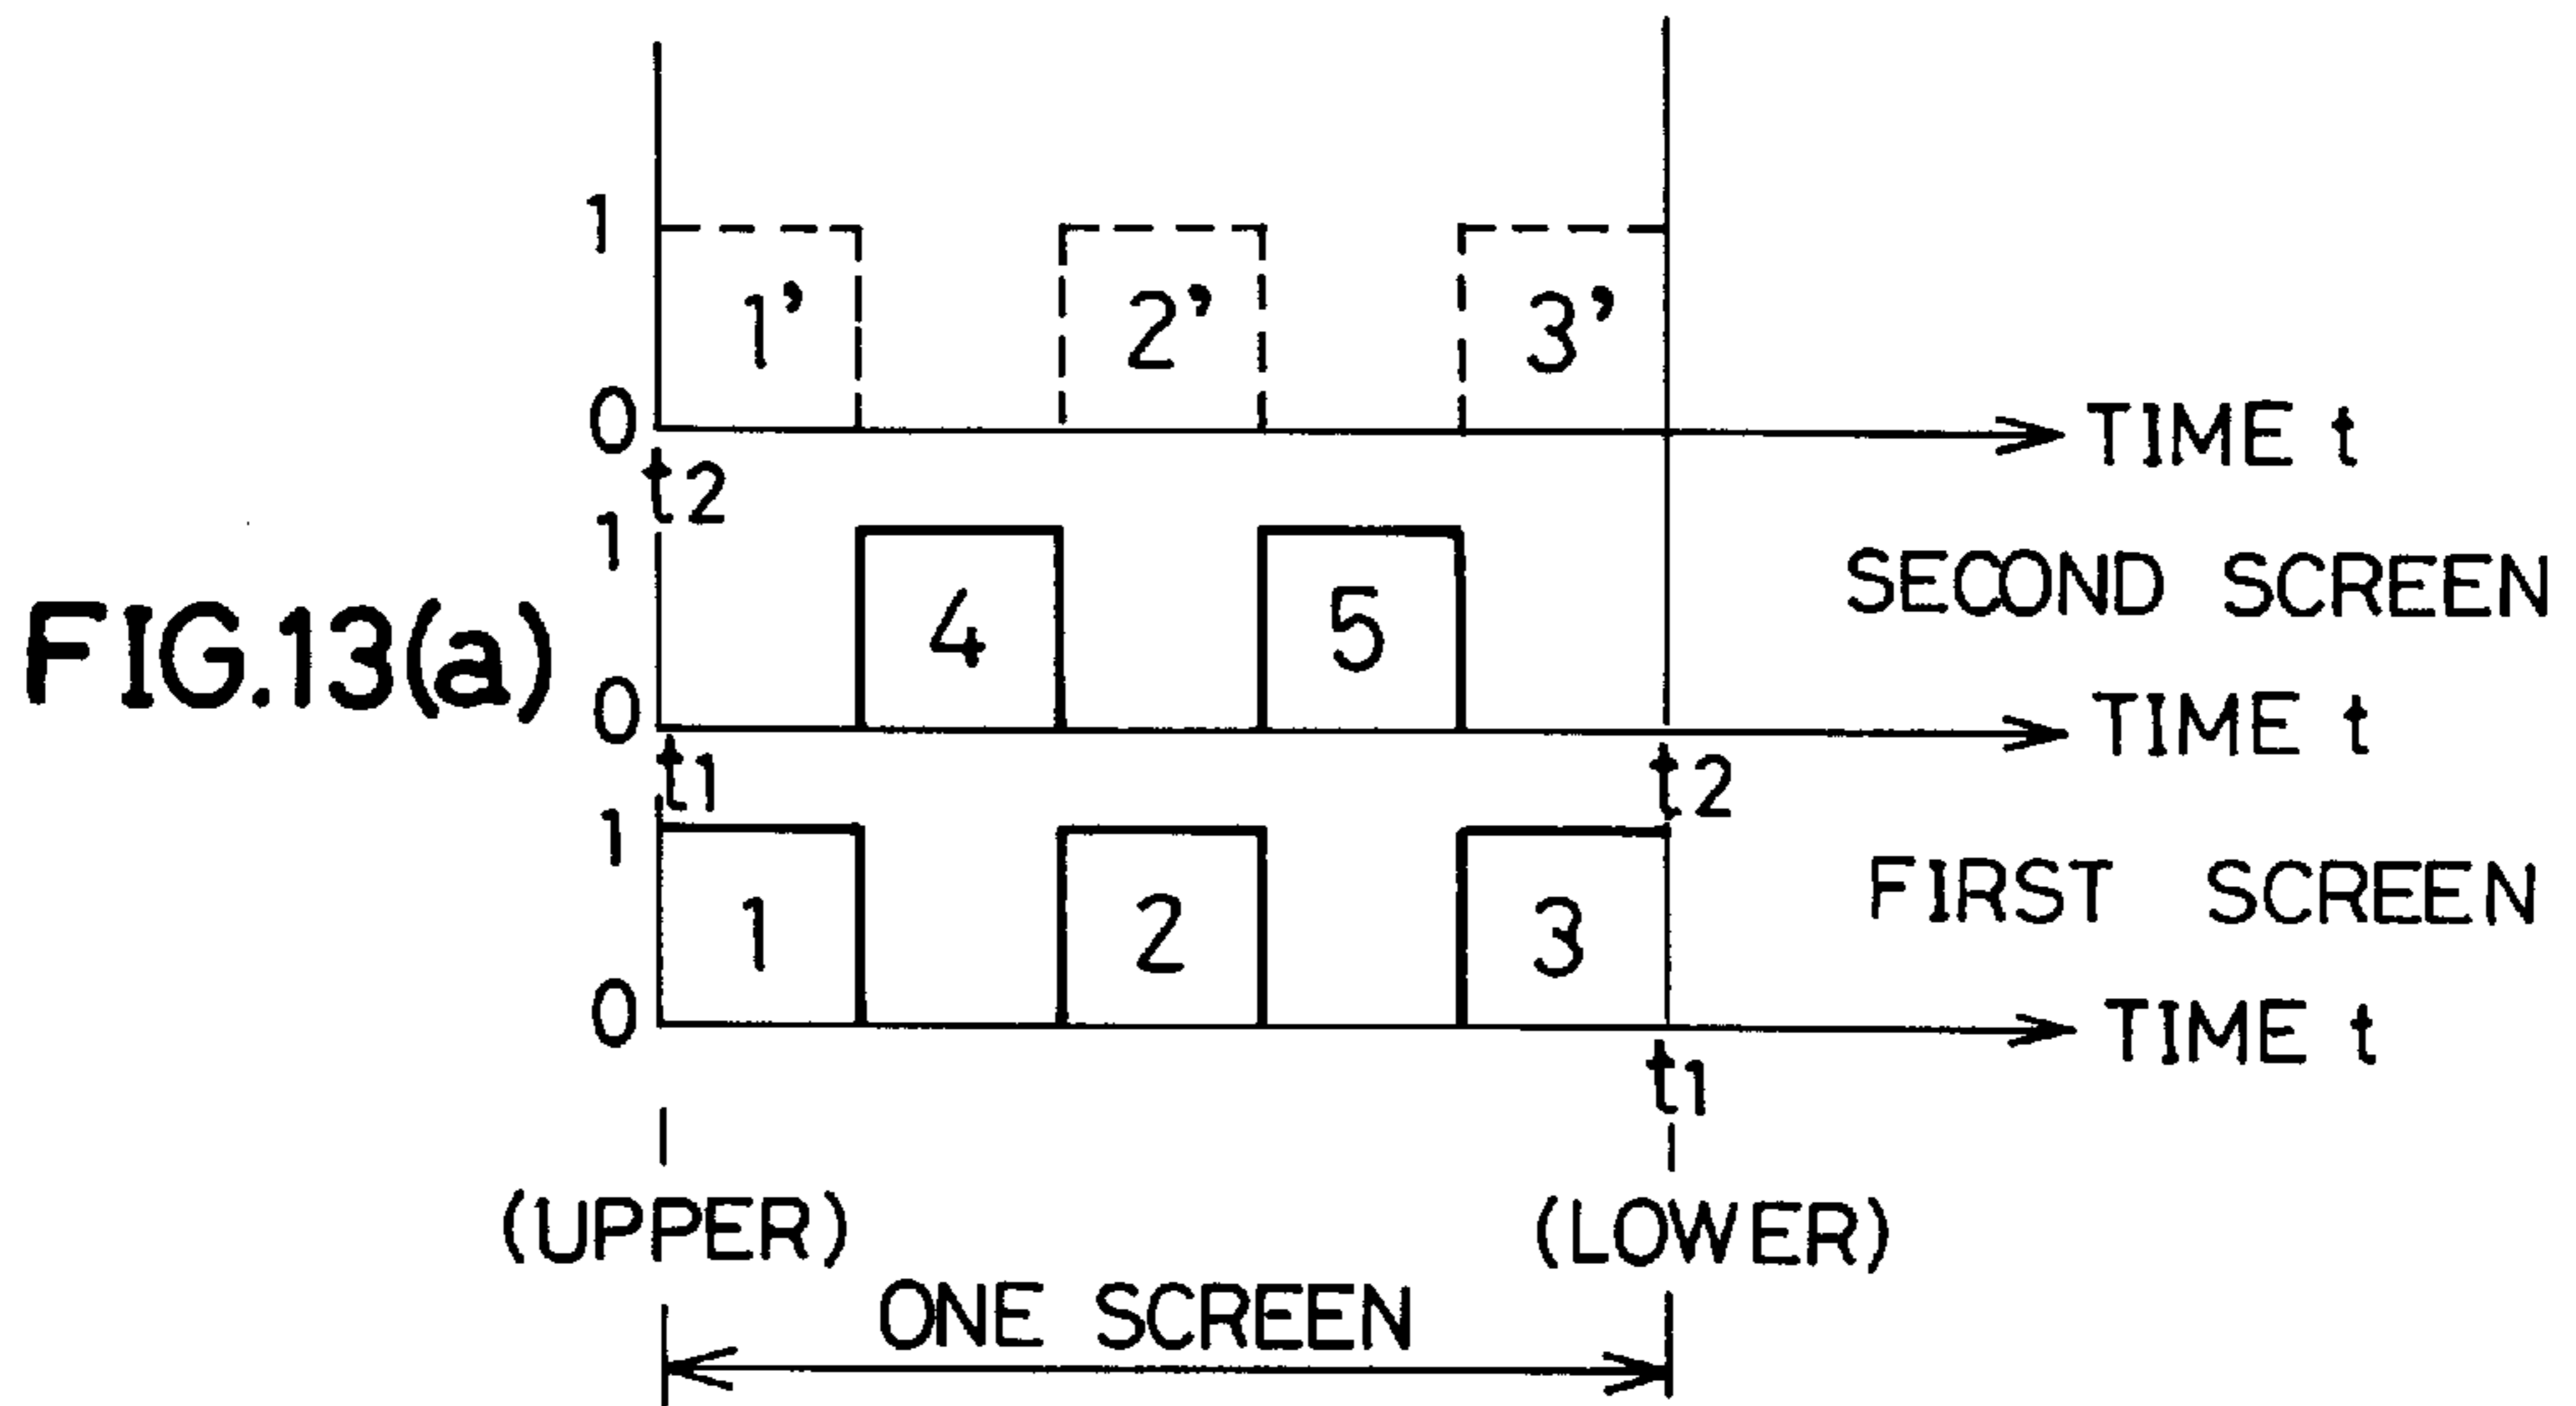 1
1' 2' 3'
0
TIME t
t2
1
SECOND SCREEN
FIG.13(a)
4 5
0
TIME t
t1 t2
1
FIRST SCREEN
1 2 3
0
TIME t
t1
(UPPER) (LOWER)
ONE SCREEN